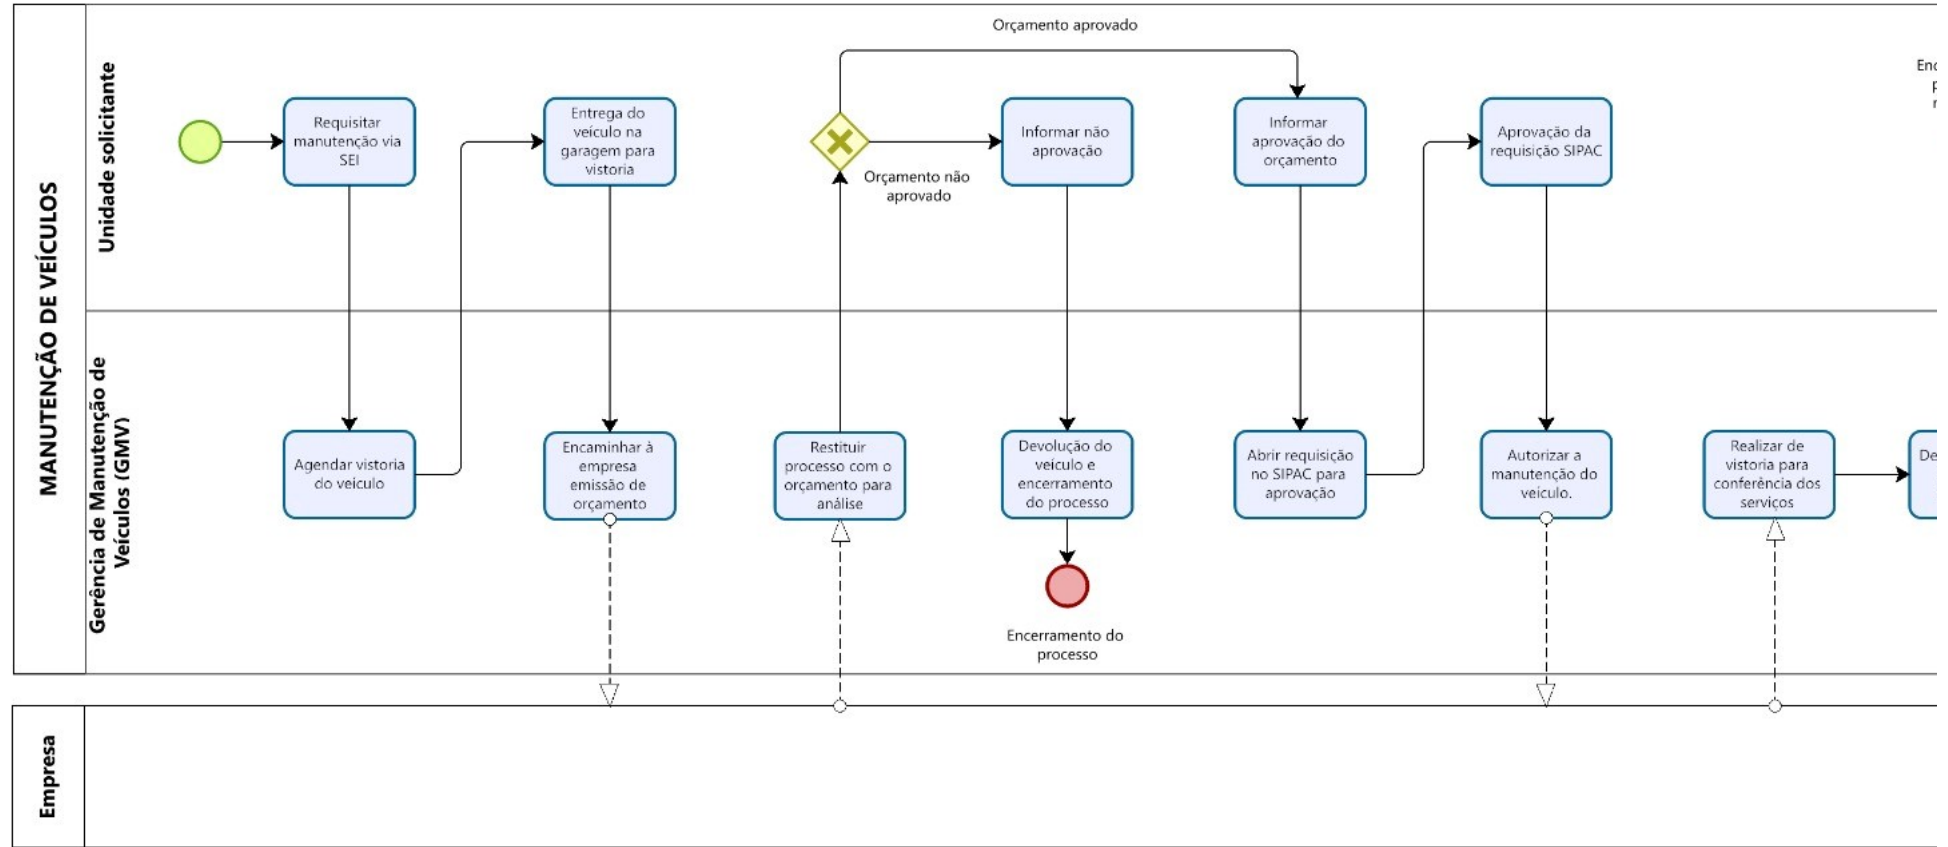 MANUTENÇÃO DE VEÍCULOS
Unidade solicitante
Orçamento aprovado
Requisitar
manutenção via
SEI
Entrega do
veículo na
garagem para
vistoria
Orçamento não
aprovado
Informar não
aprovação
Informar
aprovação do
orçamento
Aprovação da
requisição SIPAC
Gerência de Manutenção de
Veículos (GMV)
Agendar vistoria
do veículo
Encaminhar à
empresa
emissão de
orçamento
Restituir
processo com o
orçamento para
análise
Devolução do
veículo e
encerramento
do processo
Abrir requisição
no SIPAC para
aprovação
Autorizar a
manutenção do
veículo.
Realizar de
vistoria para
conferência dos
serviços
Encerramento do
processo
Empresa